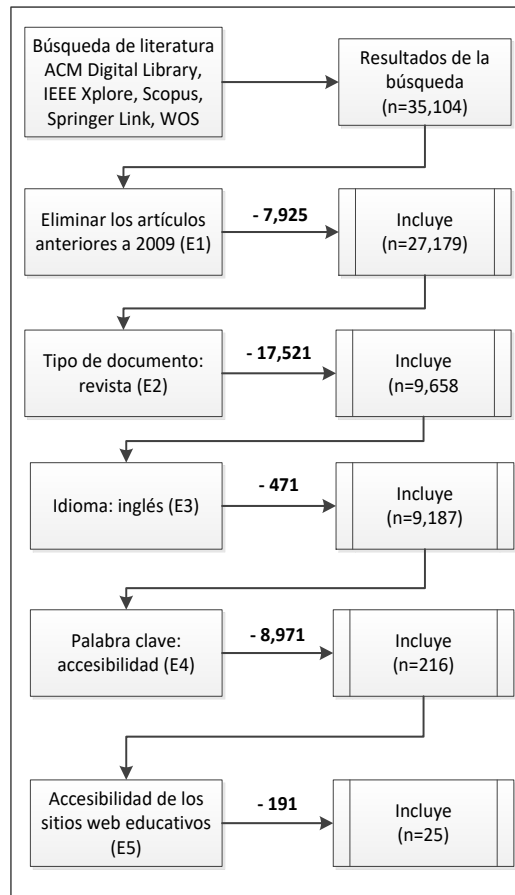 Búsqueda de literatura
ACM Digital Library,
IEEE Xplore, Scopus,
Springer Link, WOS
Resultados de la
búsqueda
(n=35,104)
Eliminar los artículos
anteriores a 2009 (E1)
- 7,925
Incluye
(n=27,179)
Tipo de documento:
revista (E2)
- 17,521
Incluye
(n=9,658
Idioma: inglés (E3)
- 471
Incluye
(n=9,187)
Palabra clave:
accesibilidad (E4)
- 8,971
Incluye
(n=216)
Accesibilidad de los
sitios web educativos
(E5)
- 191
Incluye
(n=25)